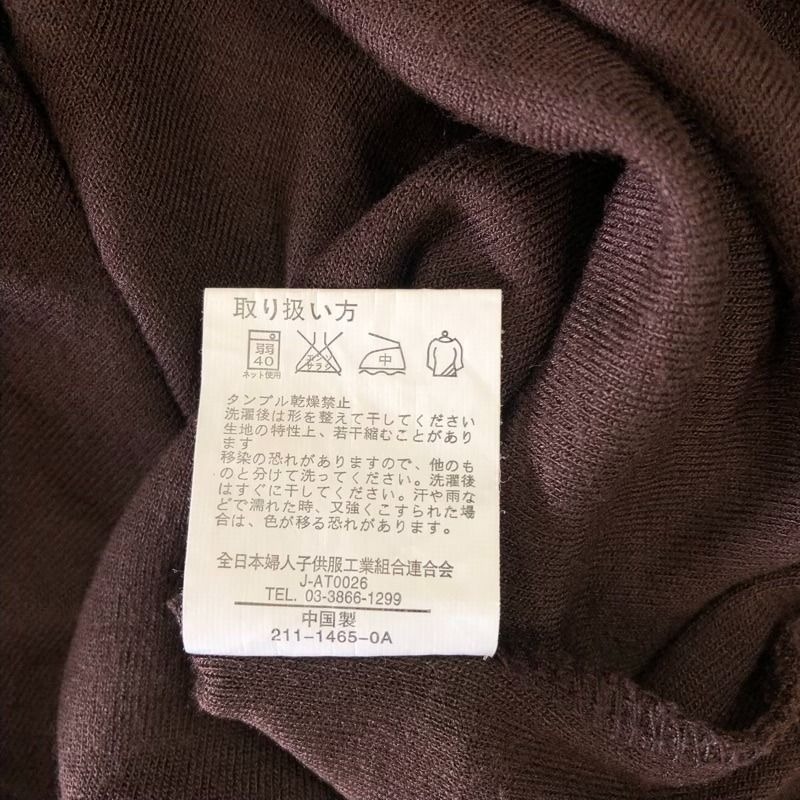 取り扱い方
弱
40
ネット使用
エンソ
サラシ
中
タンブル乾燥禁止
洗濯後は形を整えて干してください
生地の特性上、若干縮むことがあり
ます
移染の恐れがありますので、他のも
のと分けて洗ってください。洗濯後
はすぐに干してください。汗や雨な
どで濡れた時、又強くこすられた場
合は、色が移る恐れがあります。
全日本婦人子供服工業組合連合会
J-AT0026
TEL. 03-3866-1299
中国製
211-1465-0A